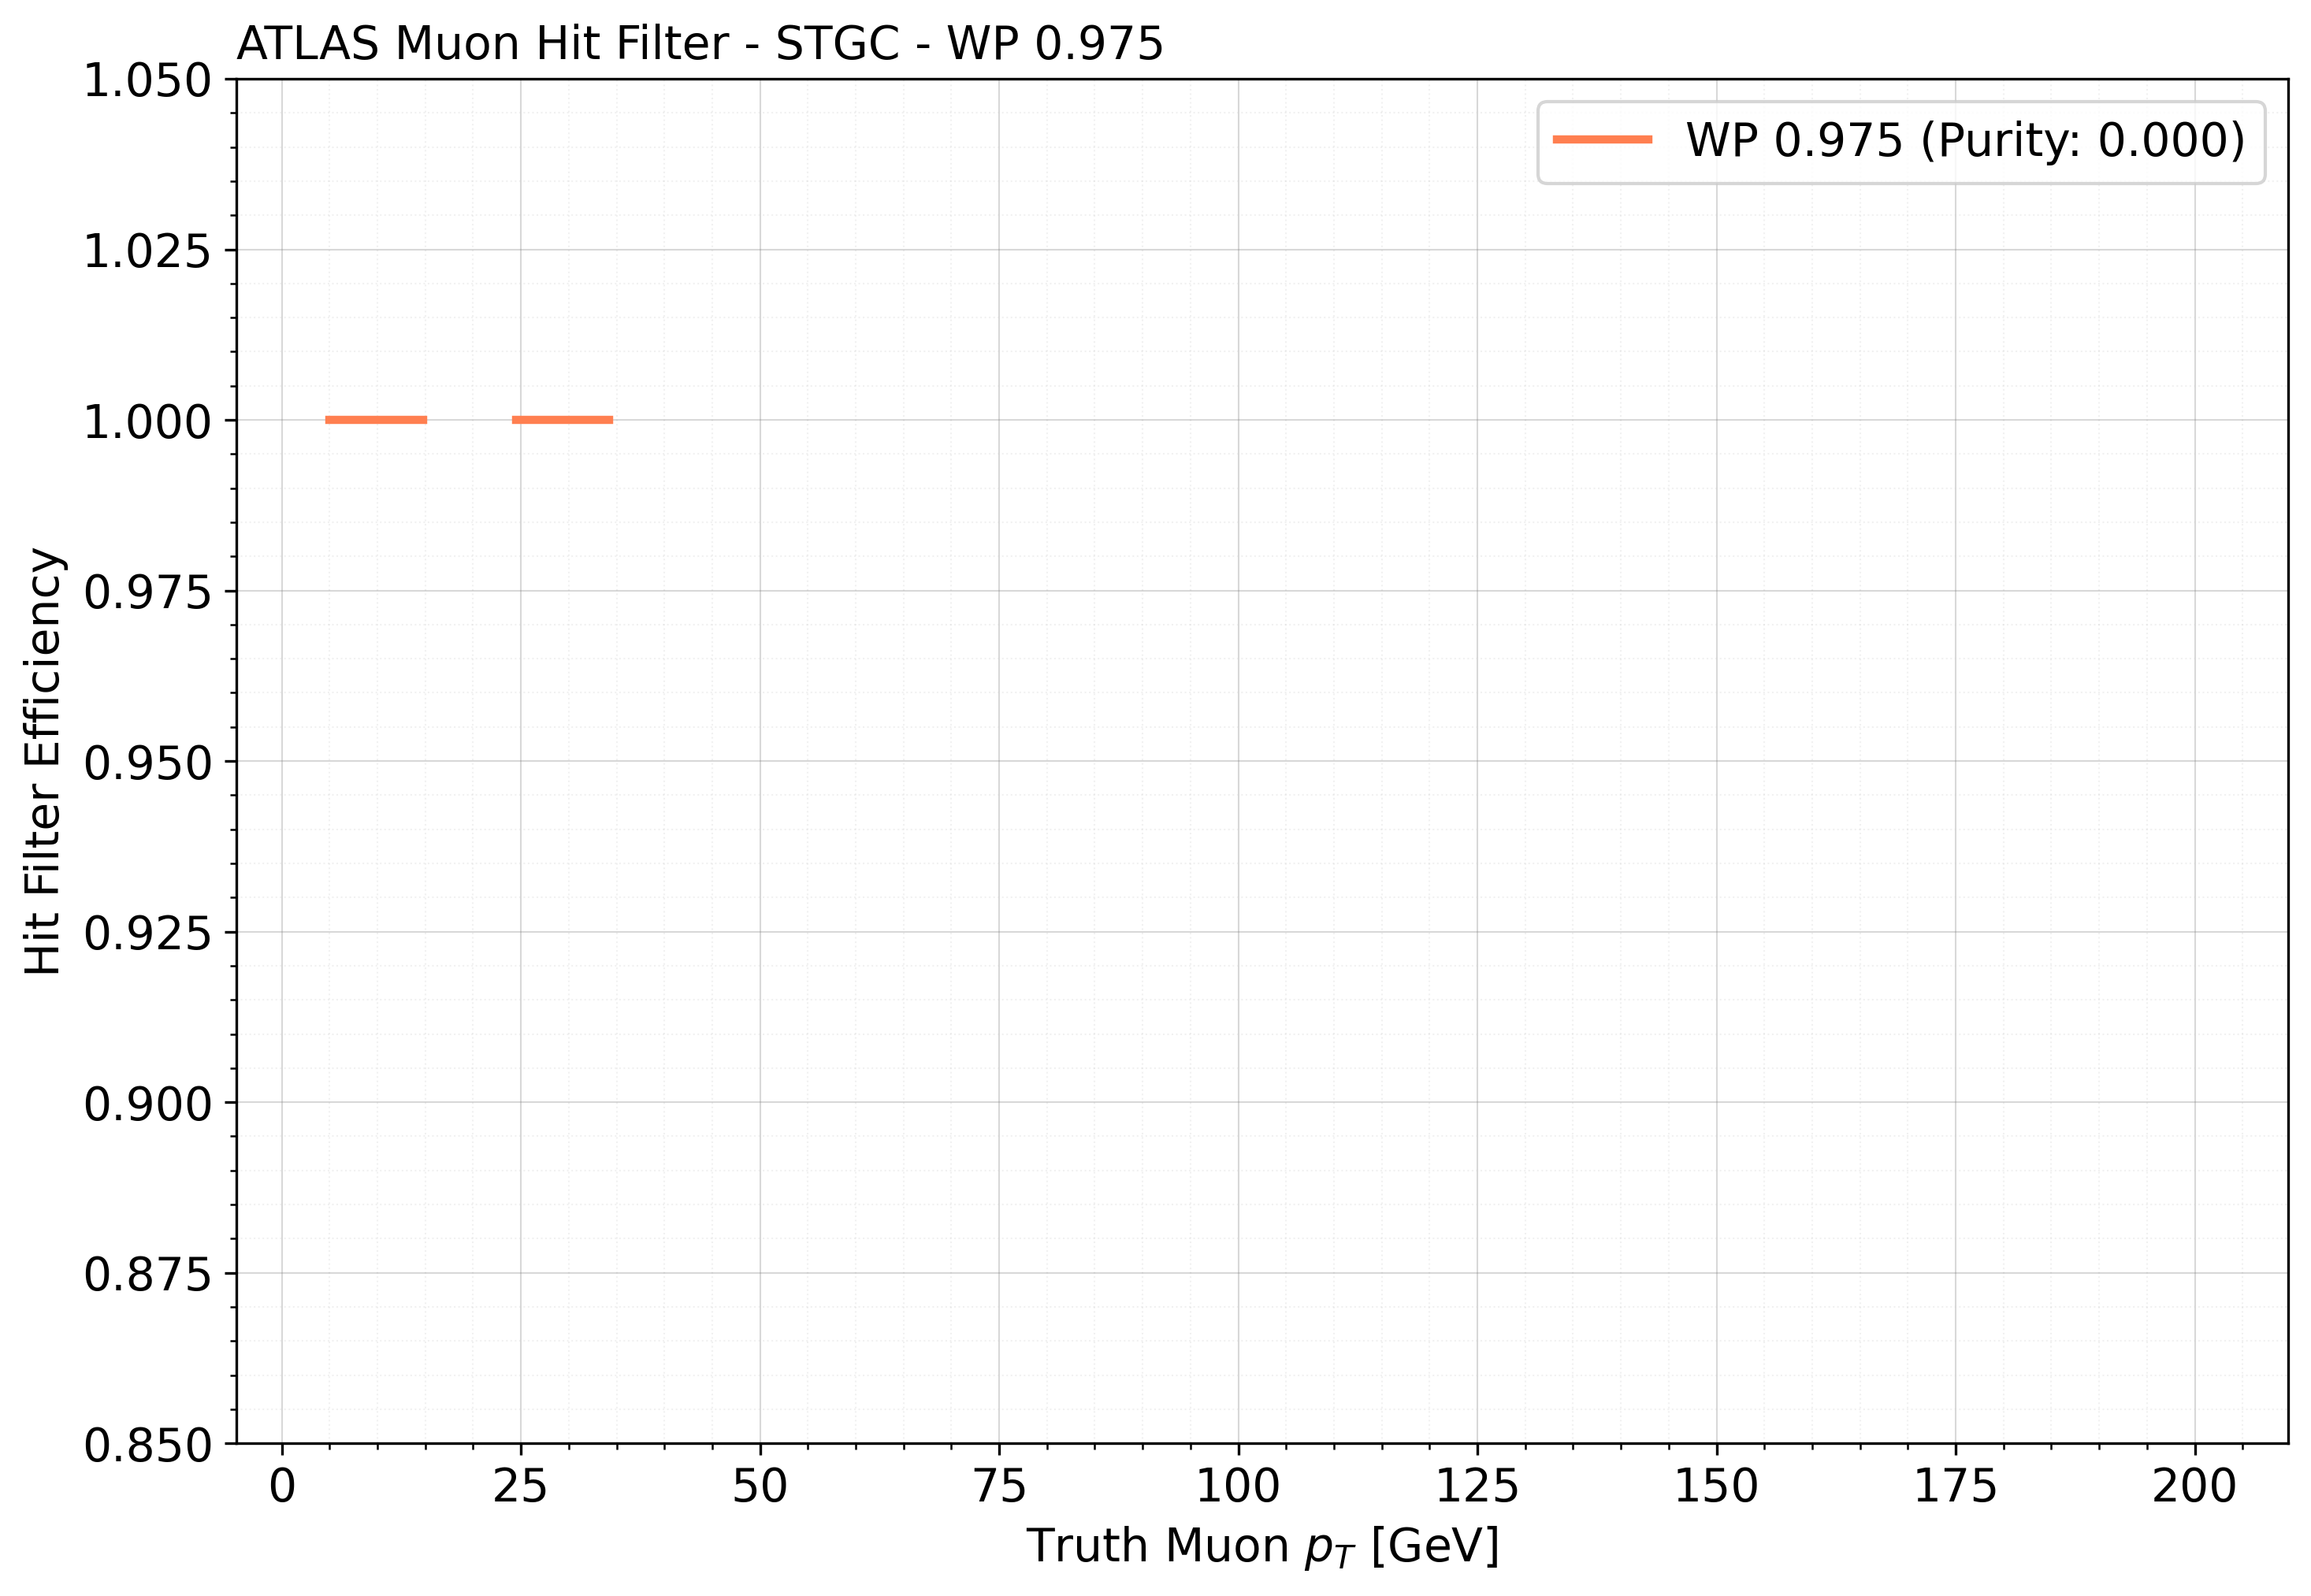 ATLAS Muon Hit Filter - STGC - WP 0.975
WP 0.975 (Purity: 0.000)
Hit Filter Efficiency
1.050
1.025
1.000
0.975
0.950
0.925
0.900
0.875
0.850
0 25 50 75 100 125 150 175 200
Truth Muon p_T [GeV]